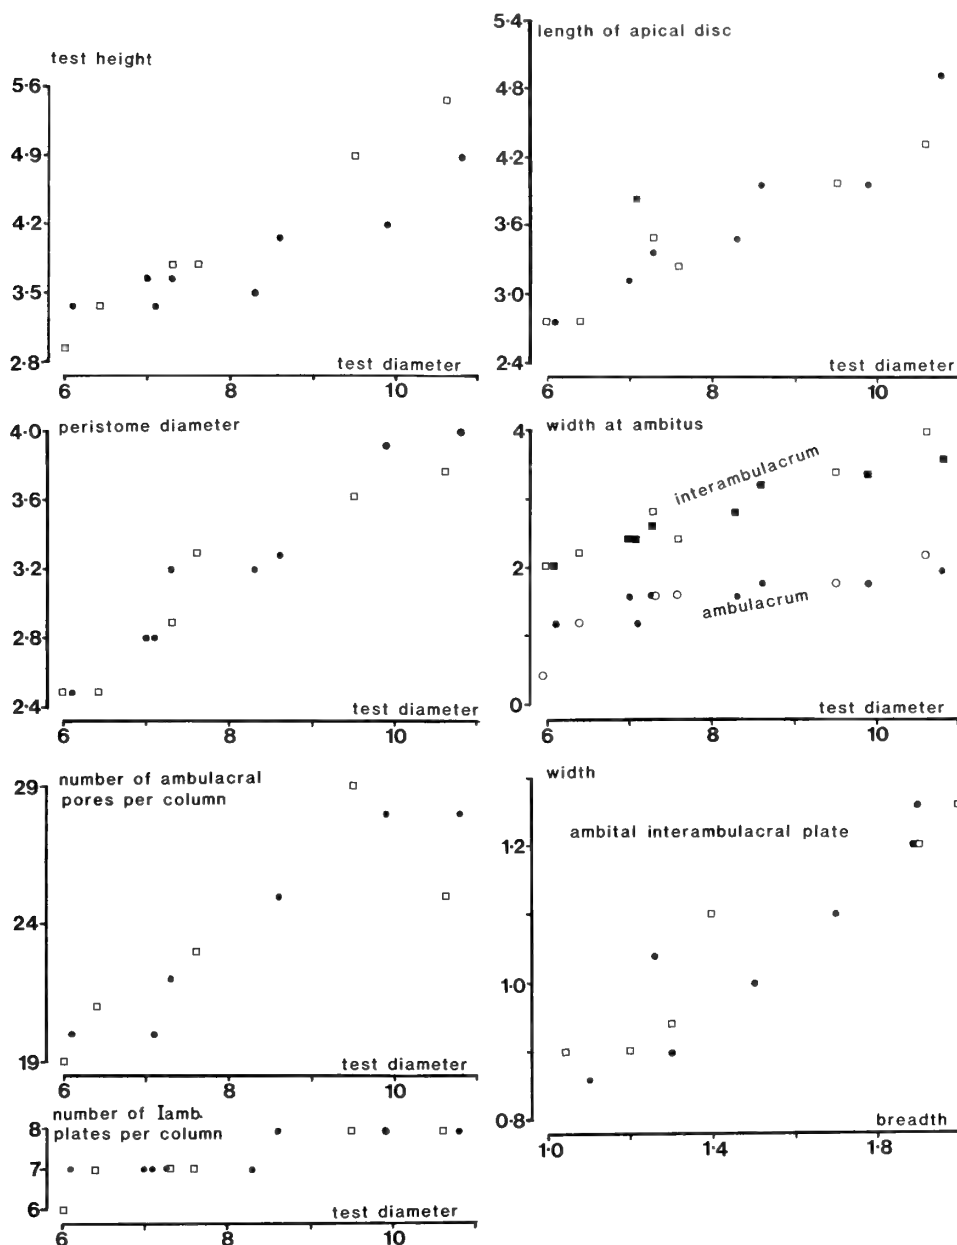 test height
5·6
4·9
4·2
3·5
2·8
test diameter
6 8 10
length of apical disc
5·4
4·8
4·2
3·6
3·0
2·4
test diameter
6 8 10
peristome diameter
4·0
3·6
3·2
2·8
2·4
test diameter
6 8 10
width at ambitus
4
2
0
interambulacrum
ambulacrum
test diameter
6 8 10
number of ambulacral
pores per column
29
24
19
test diameter
6 8 10
width
ambital interambulacral plate
1·2
1·0
0·8
breadth
1·0 1·4 1·8
number of Iamb.
plates per column
8
7
6
test diameter
6 8 10